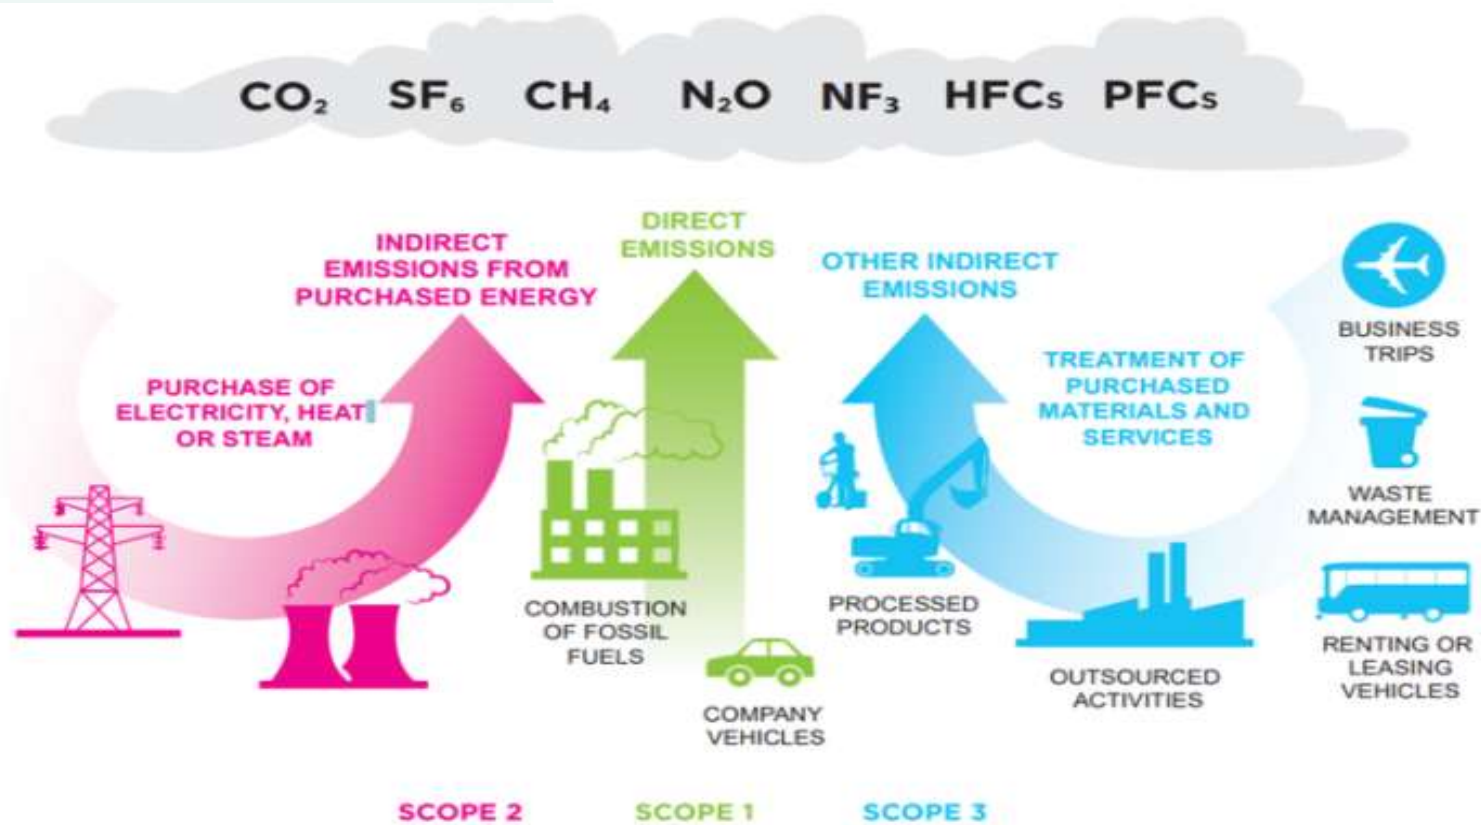 CO₂ SF₆ CH₄ N₂O NF₃ HFCs PFCs
INDIRECT
EMISSIONS FROM
PURCHASED ENERGY
PURCHASE OF
ELECTRICITY, HEAT
OR STEAM
DIRECT
EMISSIONS
COMBUSTION
OF FOSSIL
FUELS
COMPANY
VEHICLES
OTHER INDIRECT
EMISSIONS
TREATMENT OF
PURCHASED
MATERIALS AND
SERVICES
PROCESSED
PRODUCTS
OUTSOURCED
ACTIVITIES
BUSINESS
TRIPS
WASTE
MANAGEMENT
RENTING OR
LEASING
VEHICLES
SCOPE 2 SCOPE 1 SCOPE 3